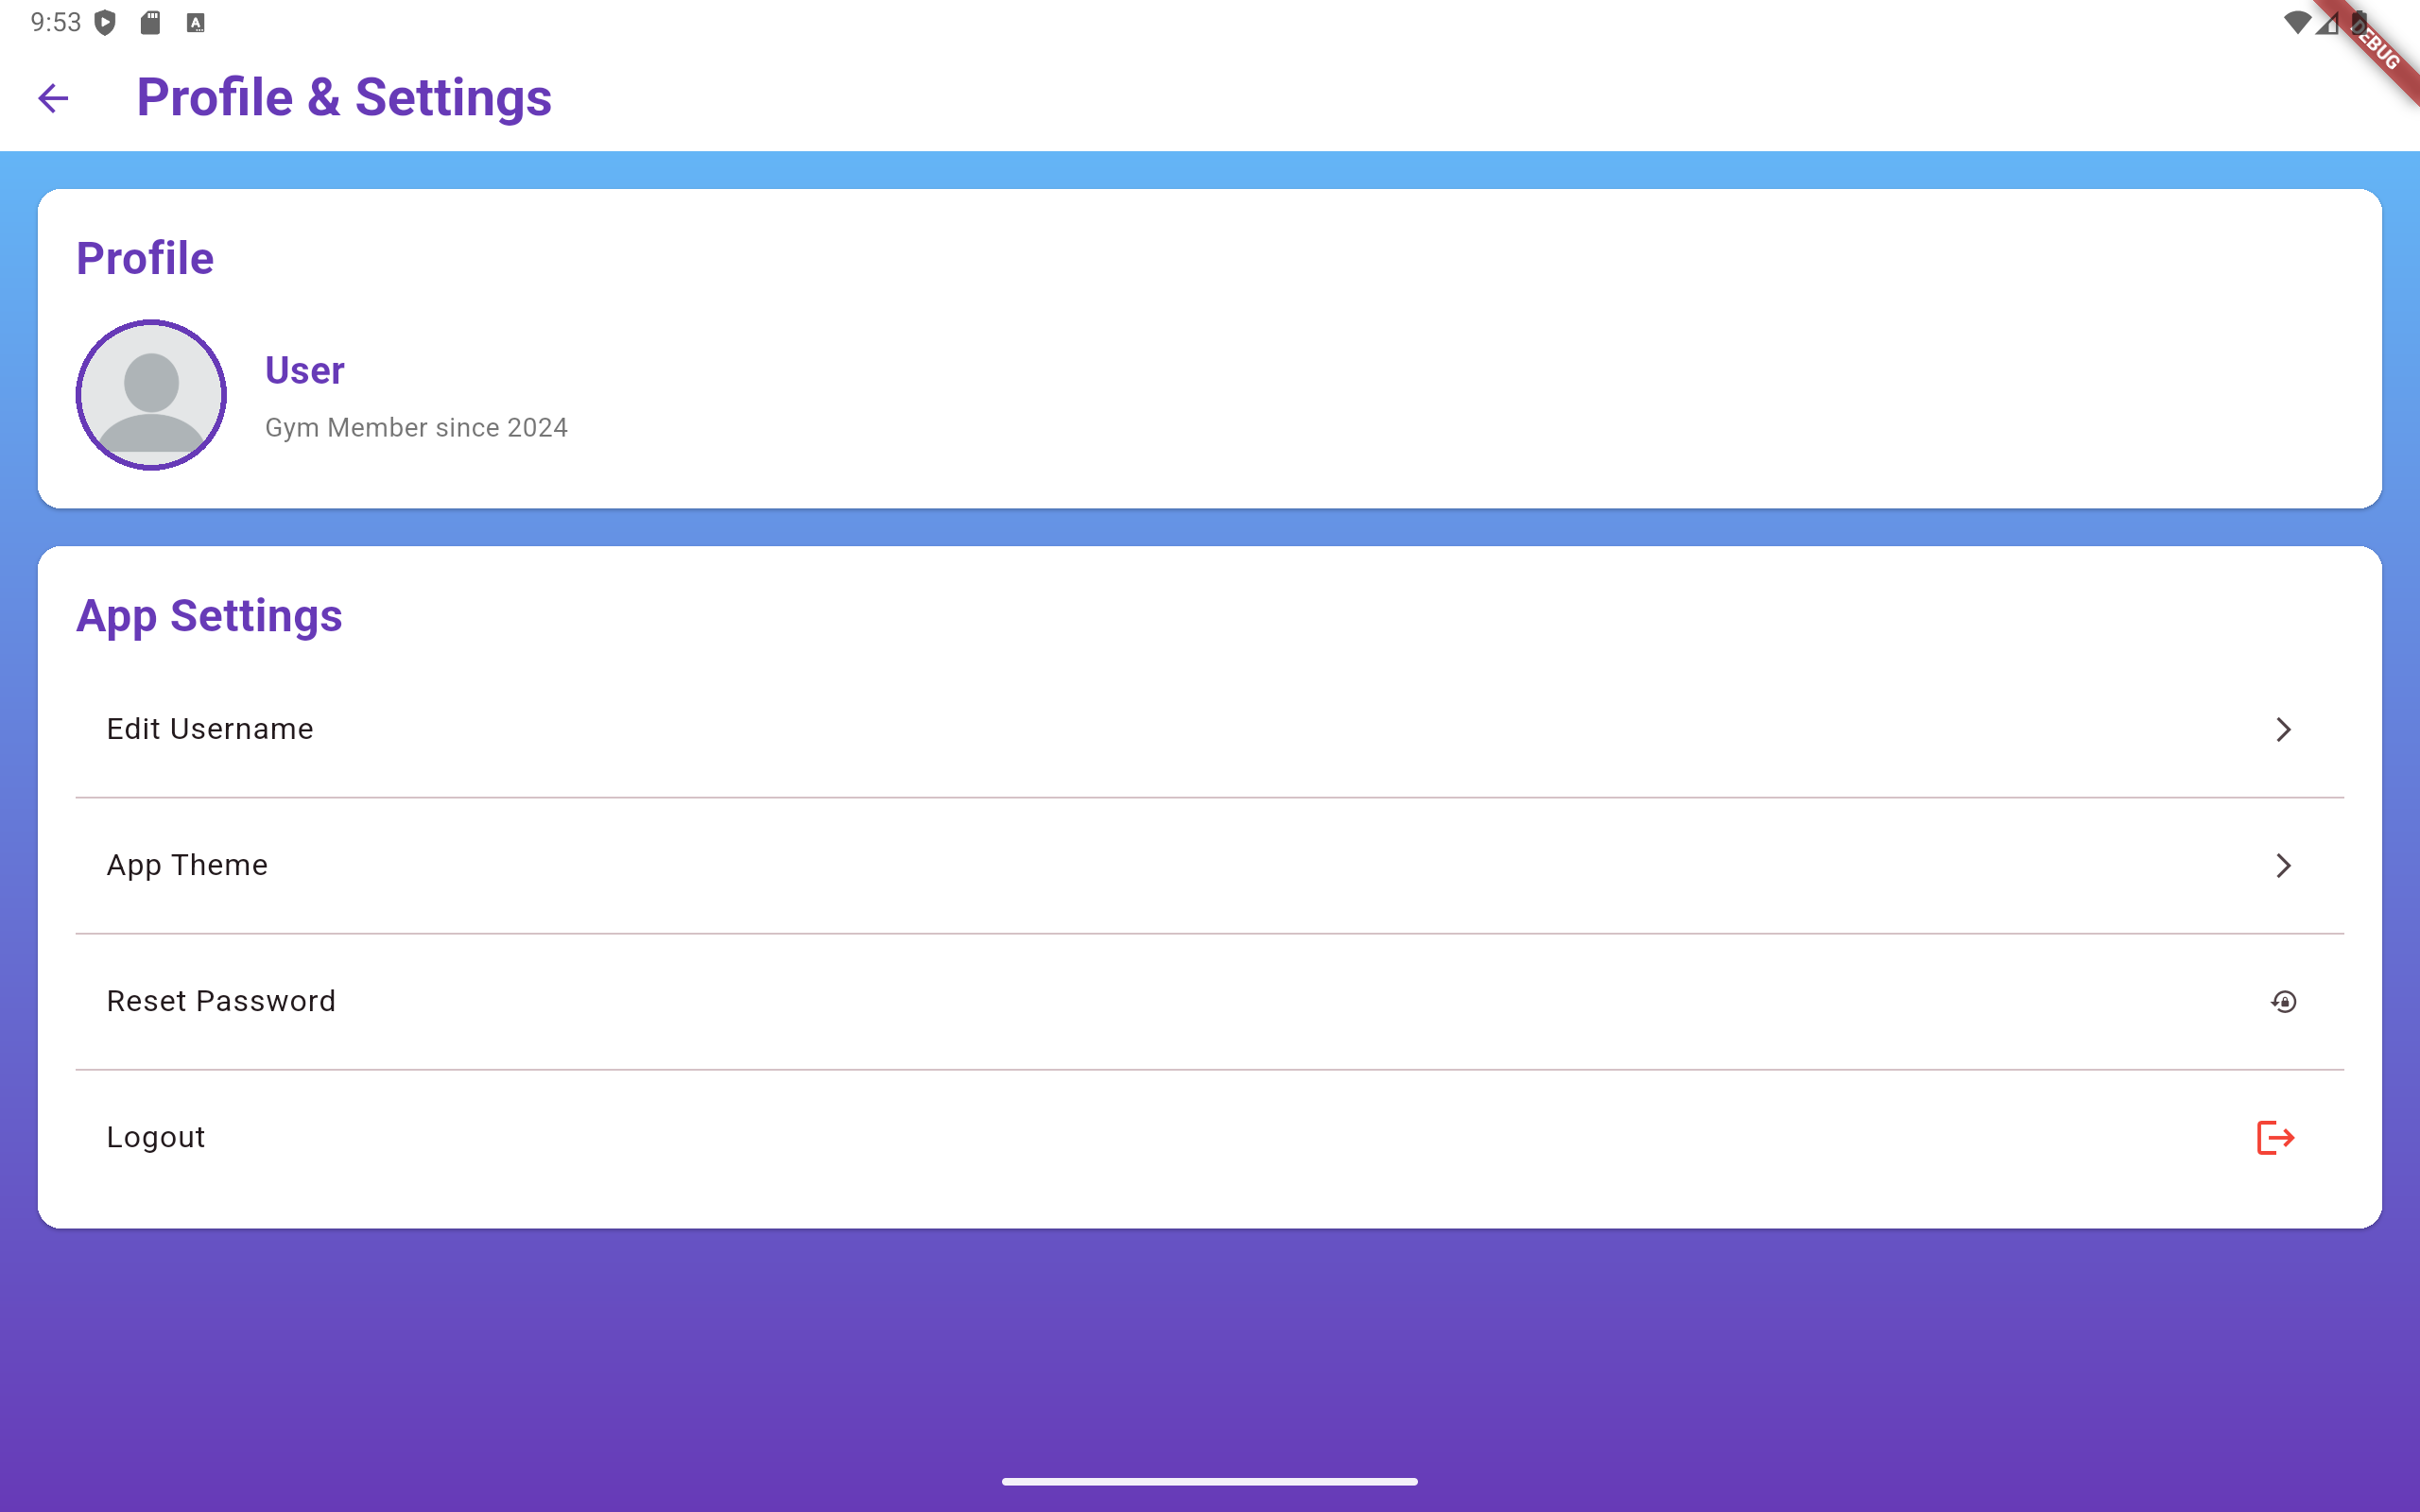 9:53
DEBUG
Profile & Settings
Profile
User
Gym Member since 2024
App Settings
Edit Username
App Theme
Reset Password
Logout